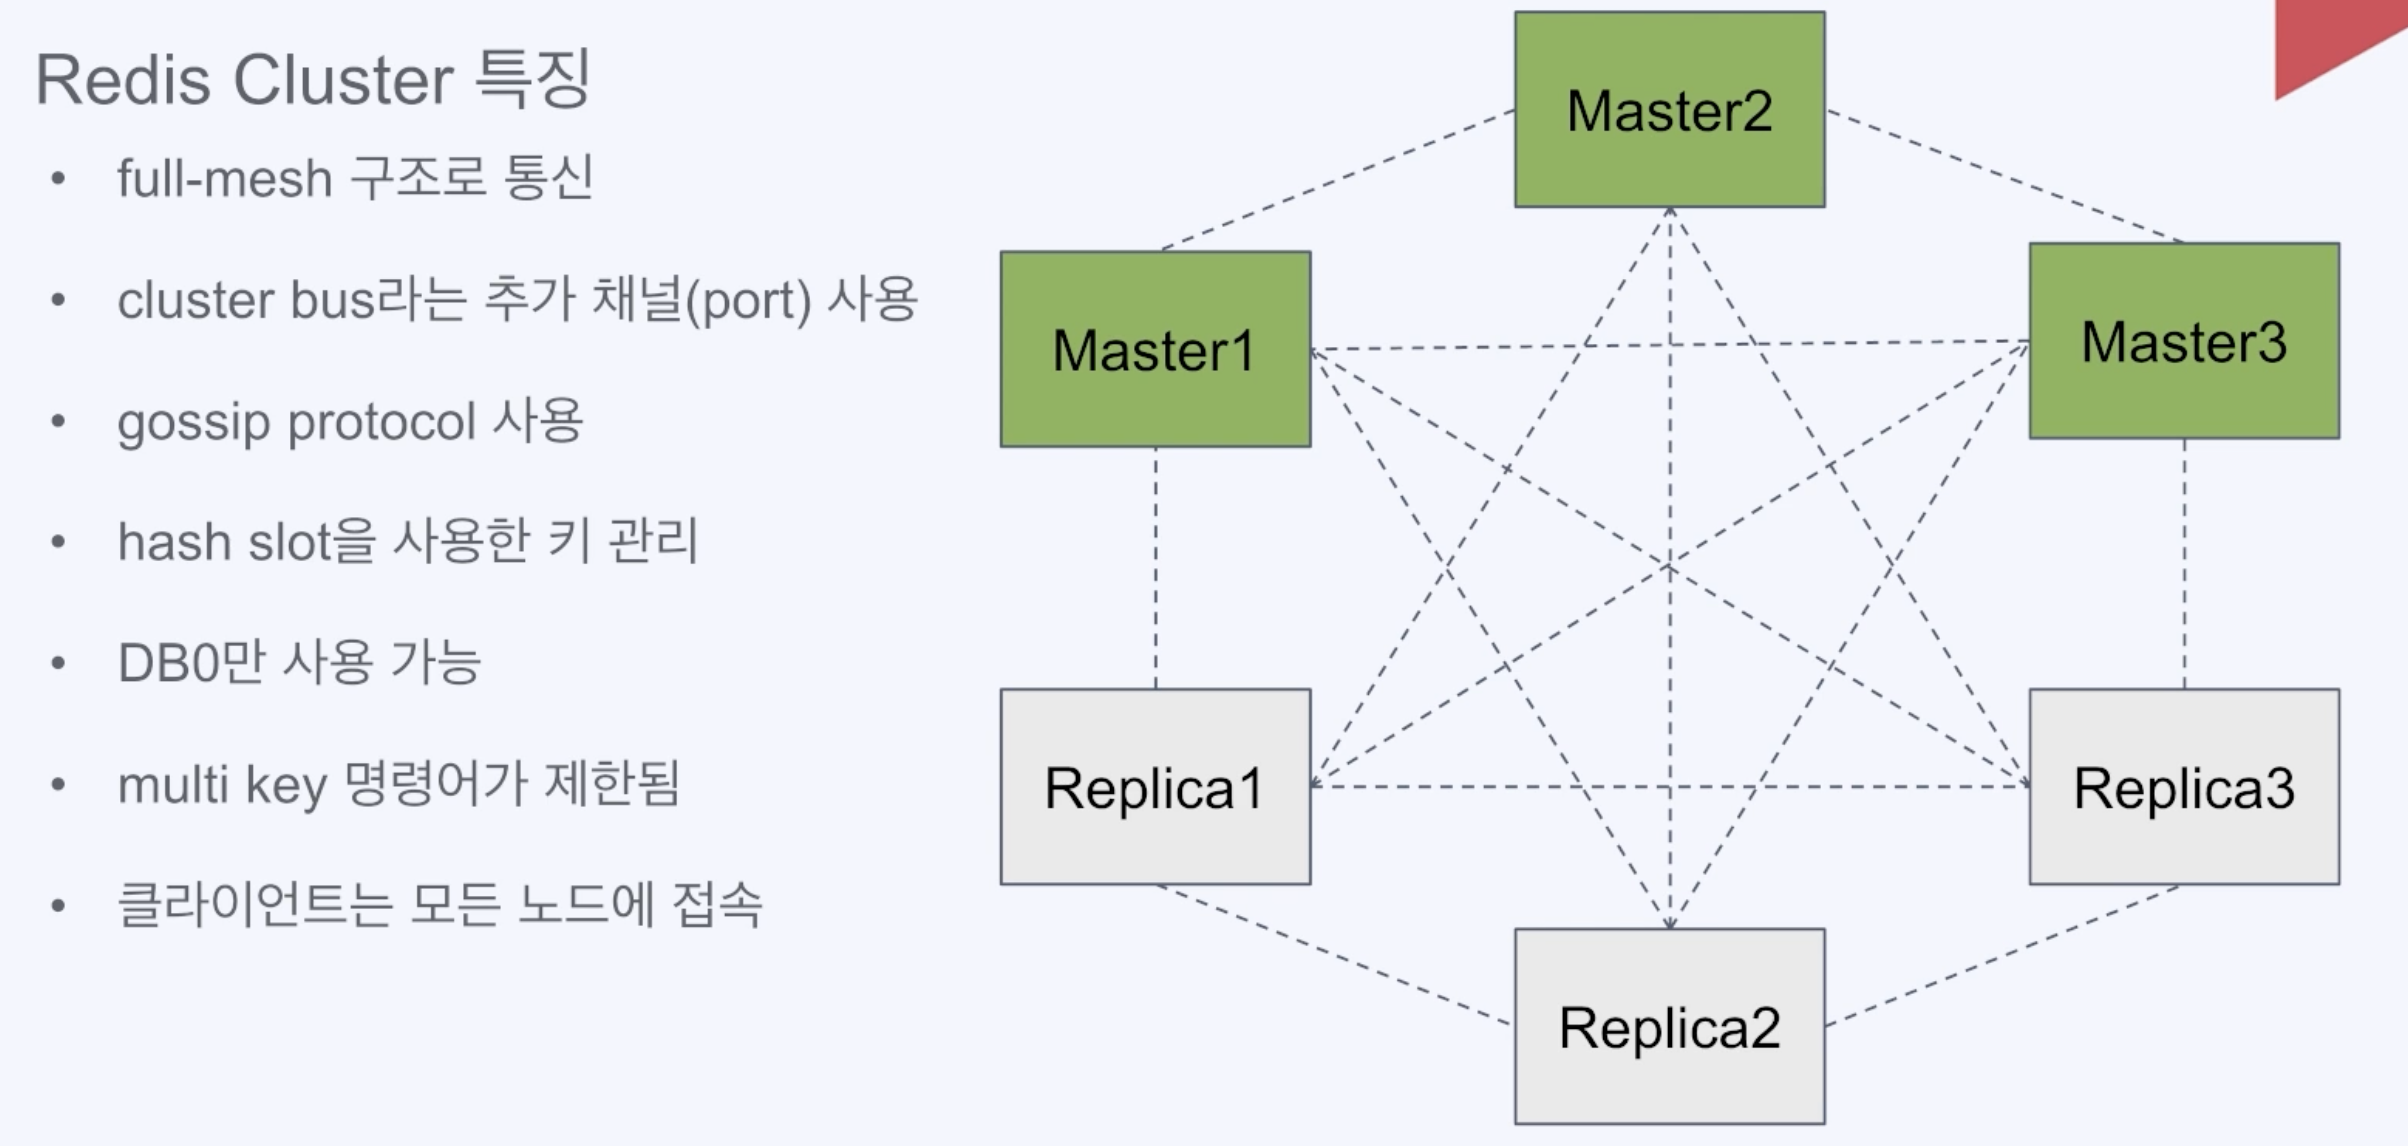 Redis Cluster 특징
• full-mesh 구조로 통신
• cluster bus라는 추가 채널(port) 사용
• gossip protocol 사용
• hash slot을 사용한 키 관리
• DB0만 사용 가능
• multi key 명령어가 제한됨
• 클라이언트는 모든 노드에 접속
Master2
Master1
Master3
Replica1
Replica3
Replica2